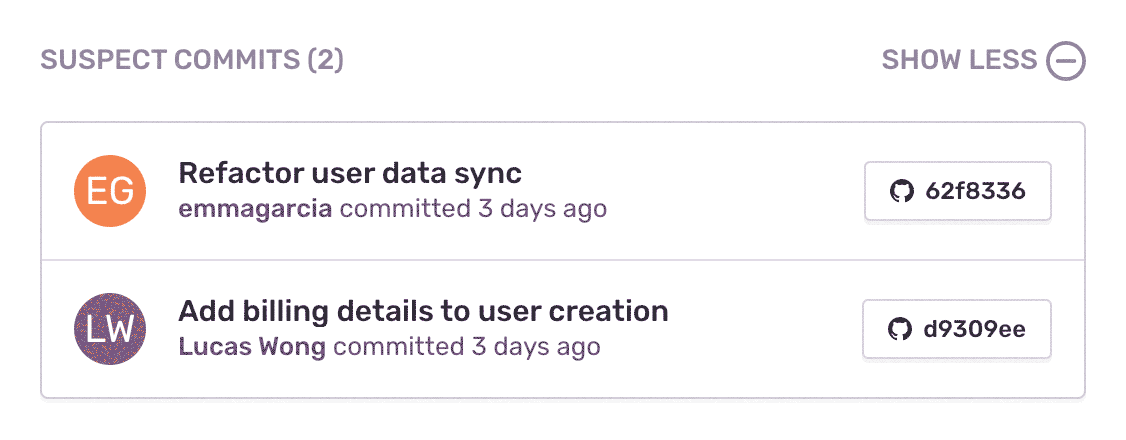 SUSPECT COMMITS (2)
SHOW LESS
EG
Refactor user data sync
emmagarcia committed 3 days ago
62f8336
LW
Add billing details to user creation
Lucas Wong committed 3 days ago
d9309ee